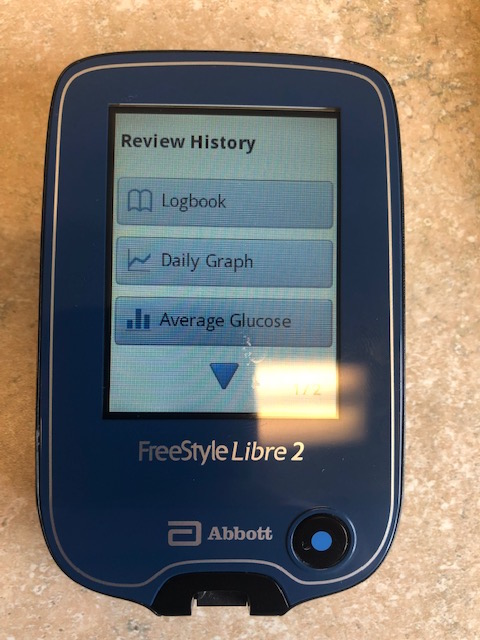 Review History
Logbook
Daily Graph
Average Glucose
1/2
FreeStyle Libre 2
Abbott